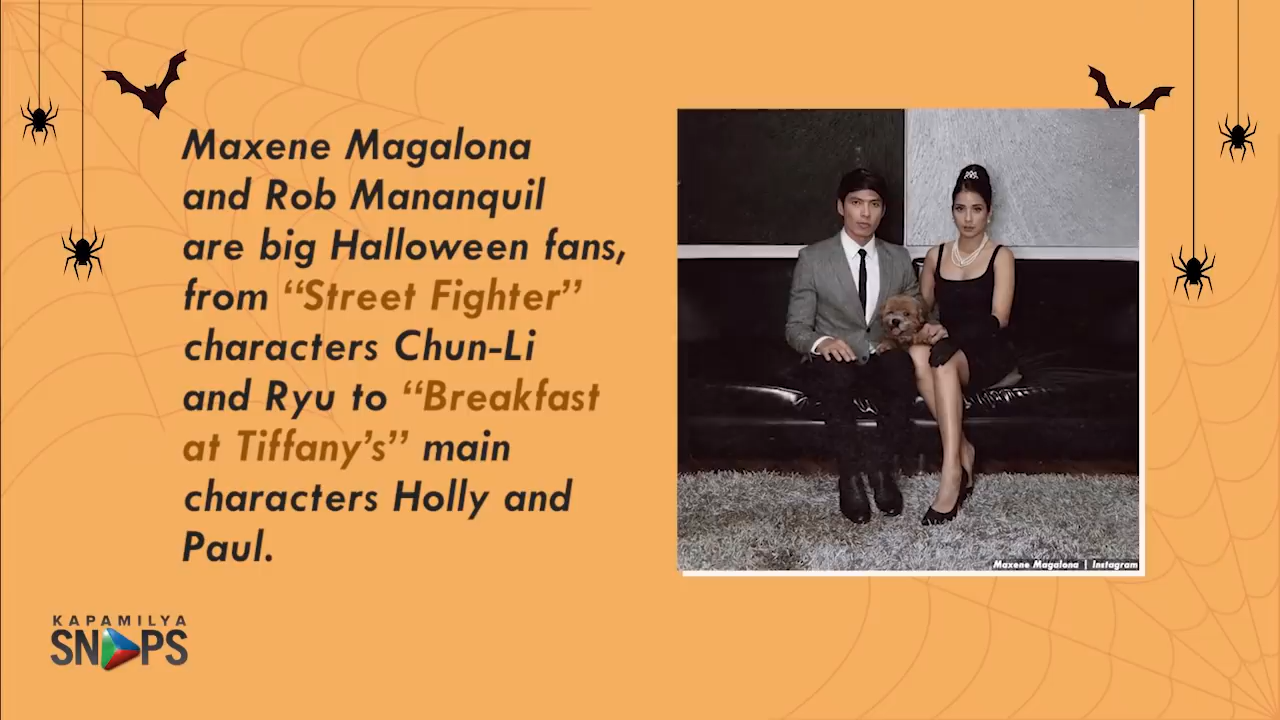 Maxene Magalona
and Rob Mananquil
are big Halloween fans,
from “Street Fighter”
characters Chun-Li
and Ryu to “Breakfast
at Tiffany’s” main
characters Holly and
Paul.
Maxene Magalona | Instagram
KAPAMILYA
SNAPS